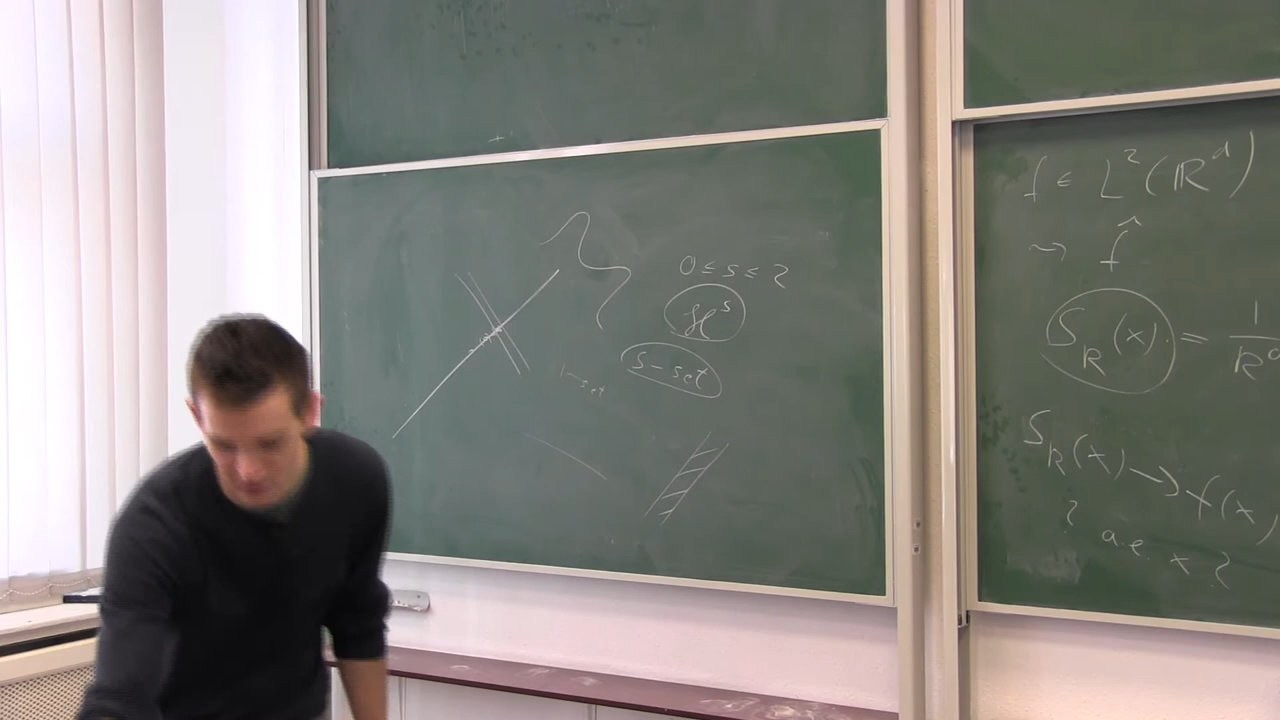 0 ≤ s ≤ 2
ℋ^s
s-set
1-set
f ∈ L²(ℝ^d)
⇝ f̂
S_R(x) = 1/R^d
S_R(x) → f(x)
? a.e. x ?